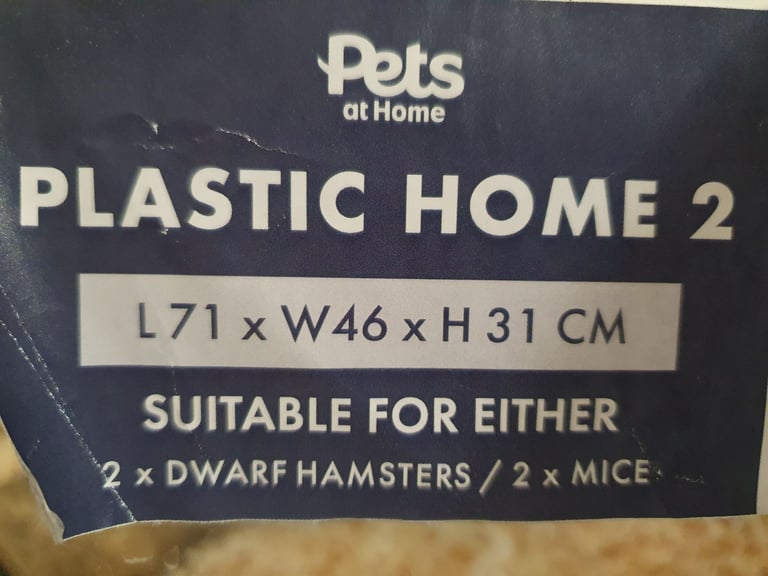 Pets
at Home
PLASTIC HOME 2
L 71 x W46 x H 31 CM
SUITABLE FOR EITHER
2 x DWARF HAMSTERS / 2 x MICE